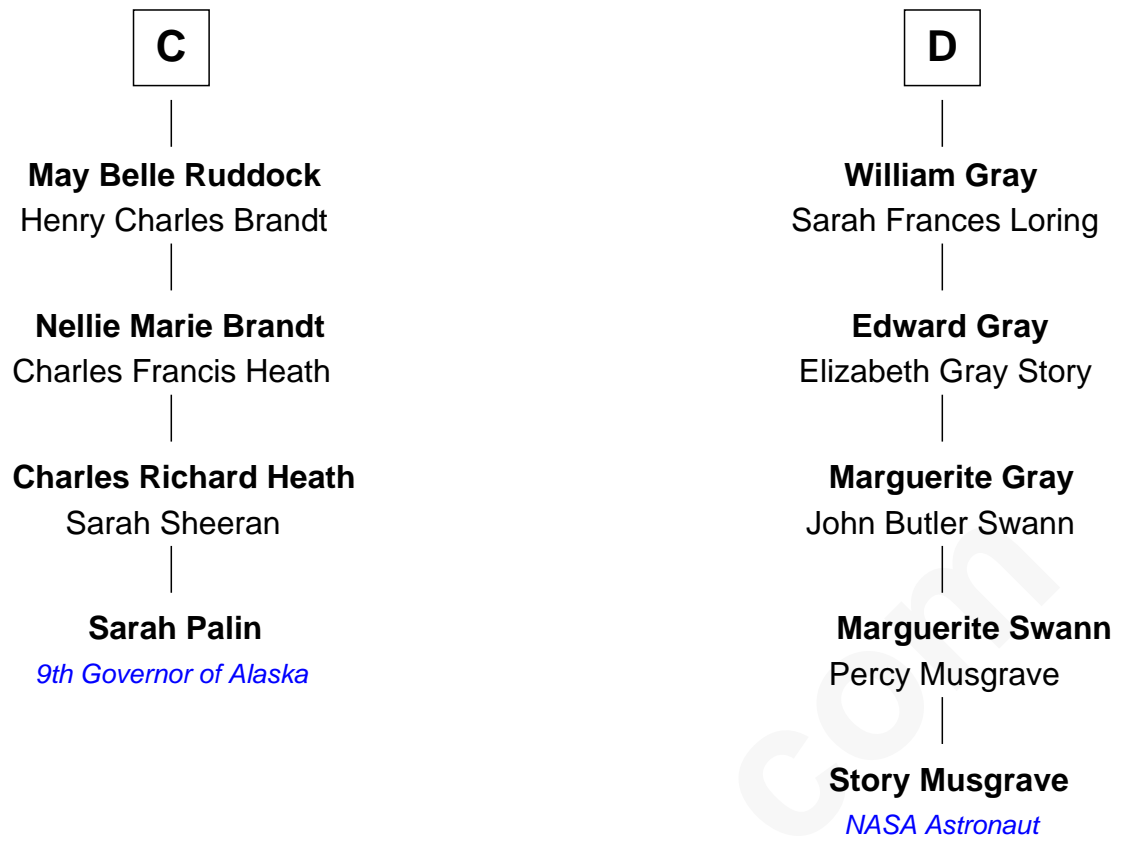 C
May Belle Ruddock
Henry Charles Brandt
Nellie Marie Brandt
Charles Francis Heath
Charles Richard Heath
Sarah Sheeran
Sarah Palin
9th Governor of Alaska
D
William Gray
Sarah Frances Loring
Edward Gray
Elizabeth Gray Story
Marguerite Gray
John Butler Swann
Marguerite Swann
Percy Musgrave
Story Musgrave
NASA Astronaut
com